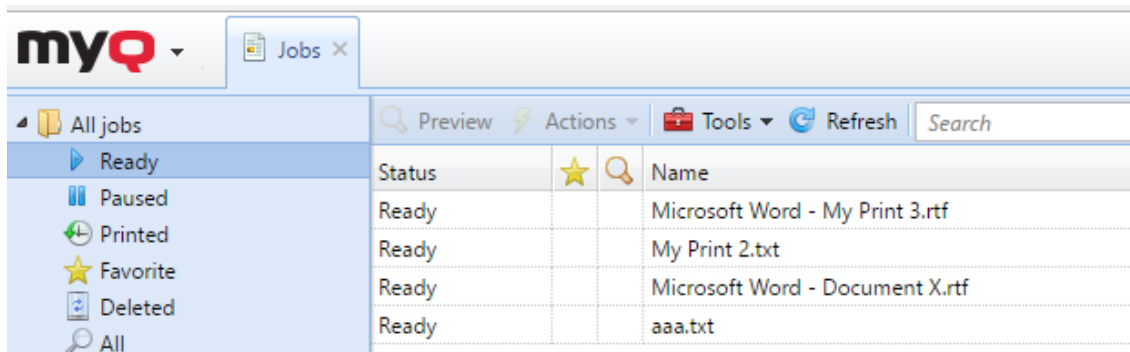 myQ
Jobs
All jobs
Ready
Paused
Printed
Favorite
Deleted
All
Preview Actions Tools Refresh Search
Status Name
Ready Microsoft Word - My Print 3.rtf
Ready My Print 2.txt
Ready Microsoft Word - Document X.rtf
Ready aaa.txt